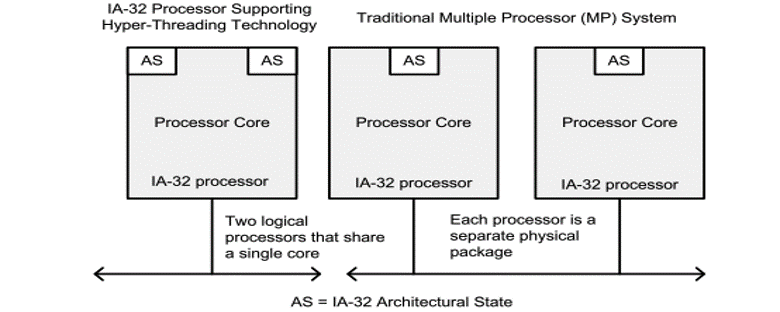 IA-32 Processor Supporting
Hyper-Threading Technology
Traditional Multiple Processor (MP) System
AS
AS
AS
AS
Processor Core
Processor Core
Processor Core
IA-32 processor
IA-32 processor
IA-32 processor
Two logical
processors that share
a single core
Each processor is a
separate physical
package
AS = IA-32 Architectural State